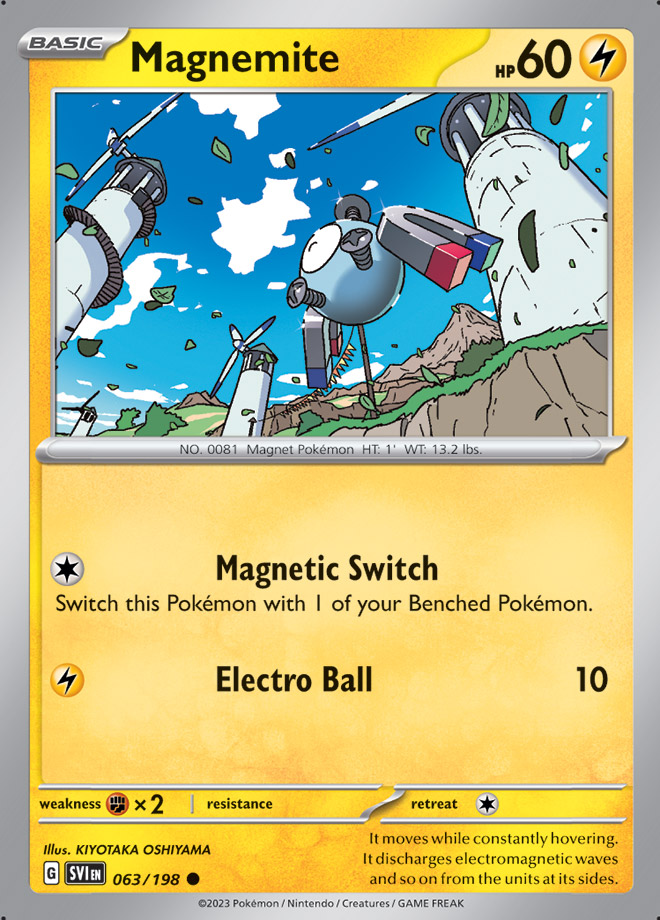 BASIC
Magnemite
HP 60
NO. 0081 Magnet Pokémon HT: 1' WT: 13.2 lbs.
Magnetic Switch
Switch this Pokémon with 1 of your Benched Pokémon.
Electro Ball 10
weakness ×2 resistance retreat
Illus. KIYOTAKA OSHIYAMA
It moves while constantly hovering.
It discharges electromagnetic waves
and so on from the units at its sides.
G SVI EN 063/198
©2023 Pokémon / Nintendo / Creatures / GAME FREAK